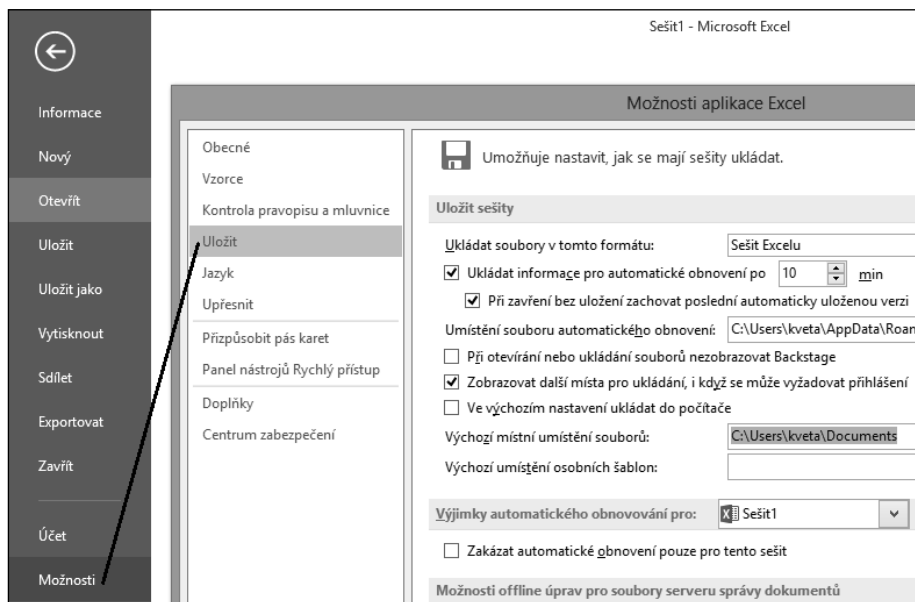 Sešit1 - Microsoft Excel
Informace
Nový
Otevřít
Uložit
Uložit jako
Vytisknout
Sdílet
Exportovat
Zavřít
Účet
Možnosti
Možnosti aplikace Excel
Obecné
Vzorce
Kontrola pravopisu a mluvnice
Uložit
Jazyk
Upřesnit
Přizpůsobit pás karet
Panel nástrojů Rychlý přístup
Doplňky
Centrum zabezpečení
Umožňuje nastavit, jak se mají sešity ukládat.
Uložit sešity
Ukládat soubory v tomto formátu: Sešit Excelu
Ukládat informace pro automatické obnovení po 10 min
Při zavření bez uložení zachovat poslední automaticky uloženou verzi
Umístění souboru automatického obnovení: C:\Users\kveta\AppData\Roan
Při otevírání nebo ukládání souborů nezobrazovat Backstage
Zobrazovat další místa pro ukládání, i když se může vyžadovat přihlášení
Ve výchozím nastavení ukládat do počítače
Výchozí místní umístění souborů: C:\Users\kveta\Documents
Výchozí umístění osobních šablon:
Výjimky automatického obnovování pro: Sešit1
Zakázat automatické obnovení pouze pro tento sešit
Možnosti offline úprav pro soubory serveru správy dokumentů